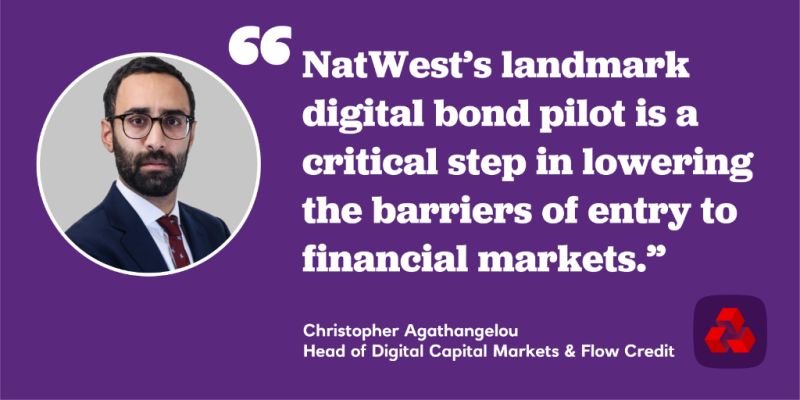 “
NatWest’s landmark
digital bond pilot is a
critical step in lowering
the barriers of entry to
financial markets.”
Christopher Agathangelou
Head of Digital Capital Markets & Flow Credit